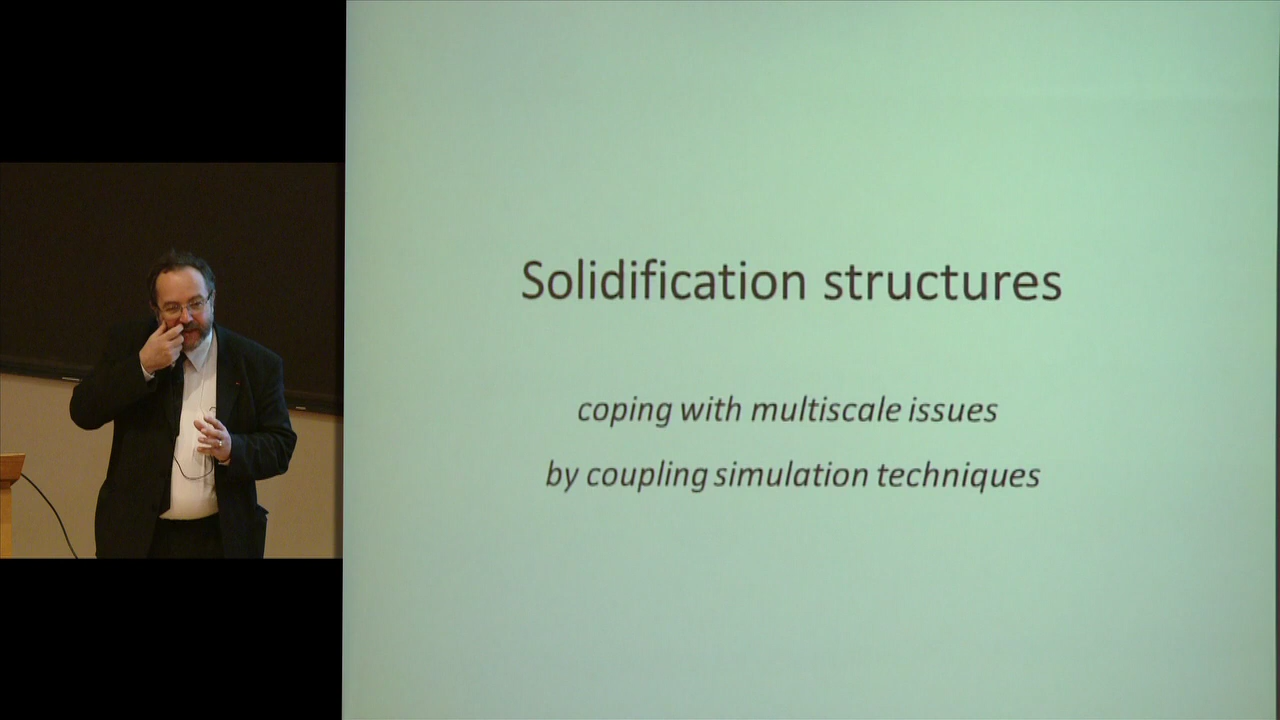 Solidification structures
coping with multiscale issues
by coupling simulation techniques